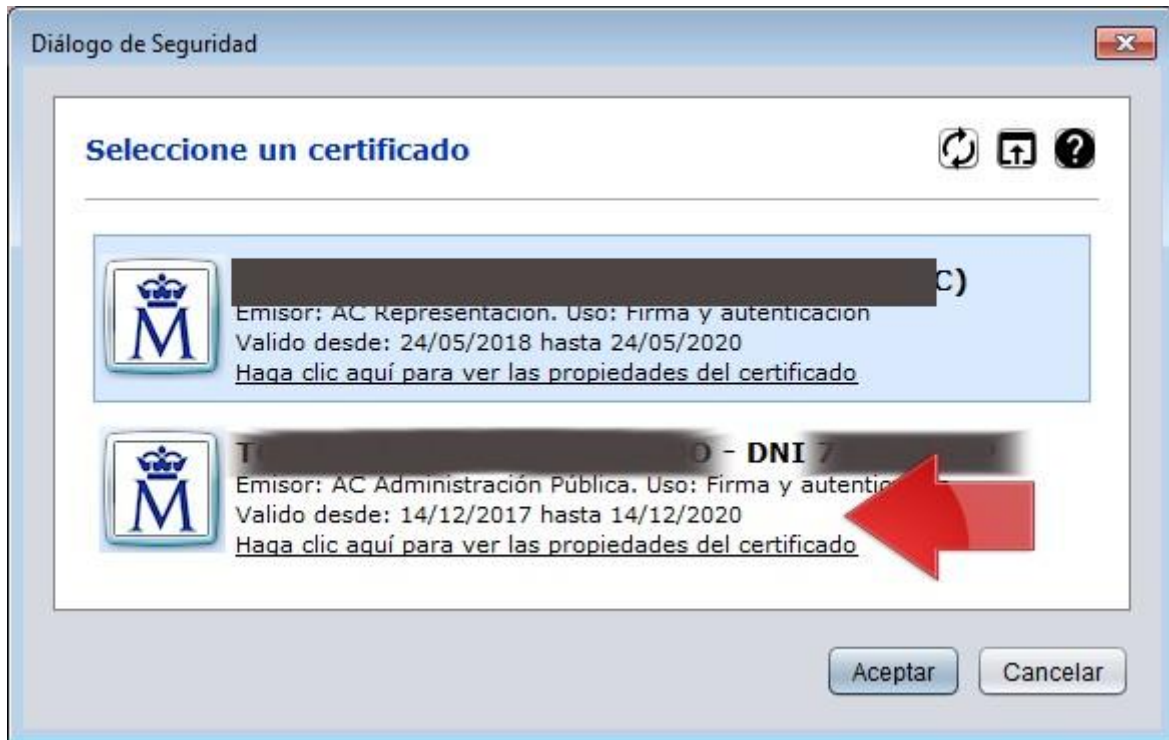 Diálogo de Seguridad
Seleccione un certificado
C)
Emisor: AC Representación. Uso: Firma y autenticación
Valido desde: 24/05/2018 hasta 24/05/2020
Haga clic aquí para ver las propiedades del certificado
- DNI 7
Emisor: AC Administración Pública. Uso: Firma y
Valido desde: 14/12/2017 hasta 14/12/2020
Haga clic aquí para ver las propiedades del certificado
Aceptar Cancelar